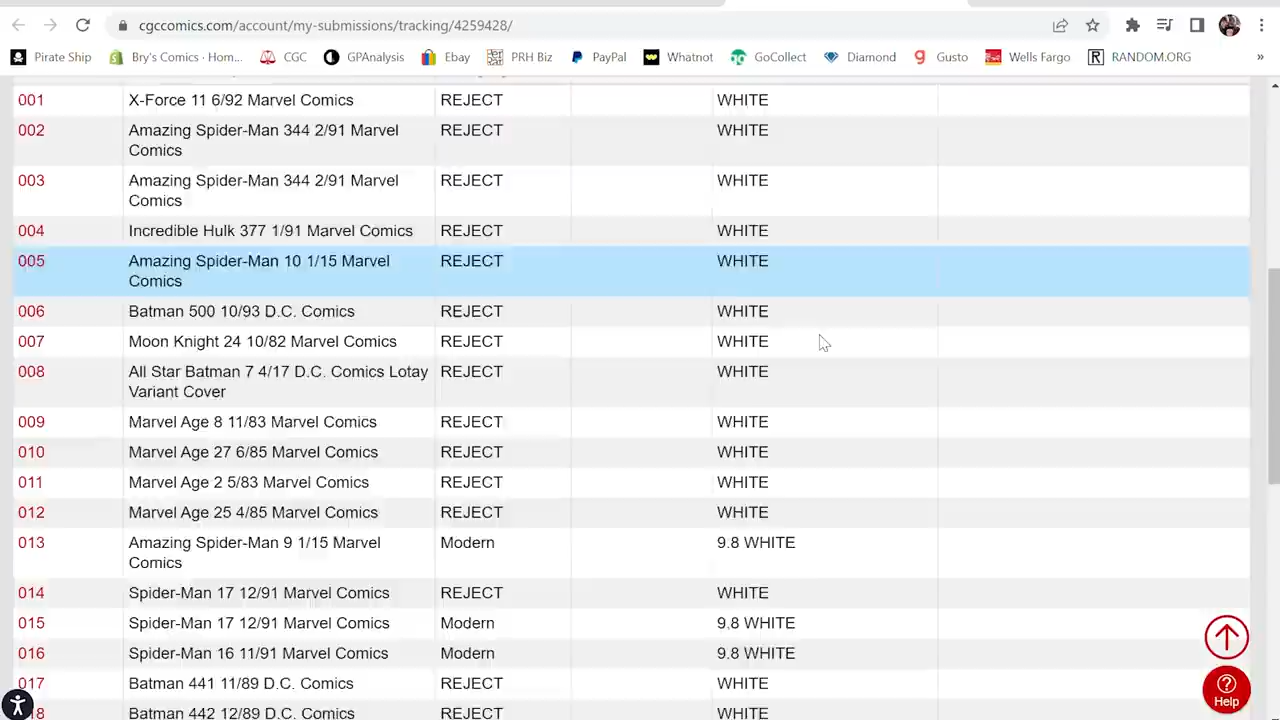 cgccomics.com/account/my-submissions/tracking/4259428/
Pirate Ship Bry's Comics · Hom... CGC GPAnalysis Ebay PRH Biz PayPal Whatnot GoCollect Diamond Gusto Wells Fargo RANDOM.ORG »
001 X-Force 11 6/92 Marvel Comics REJECT WHITE
002 Amazing Spider-Man 344 2/91 Marvel REJECT WHITE
Comics
003 Amazing Spider-Man 344 2/91 Marvel REJECT WHITE
Comics
004 Incredible Hulk 377 1/91 Marvel Comics REJECT WHITE
005 Amazing Spider-Man 10 1/15 Marvel REJECT WHITE
Comics
006 Batman 500 10/93 D.C. Comics REJECT WHITE
007 Moon Knight 24 10/82 Marvel Comics REJECT WHITE
008 All Star Batman 7 4/17 D.C. Comics Lotay REJECT WHITE
Variant Cover
009 Marvel Age 8 11/83 Marvel Comics REJECT WHITE
010 Marvel Age 27 6/85 Marvel Comics REJECT WHITE
011 Marvel Age 2 5/83 Marvel Comics REJECT WHITE
012 Marvel Age 25 4/85 Marvel Comics REJECT WHITE
013 Amazing Spider-Man 9 1/15 Marvel Modern 9.8 WHITE
Comics
014 Spider-Man 17 12/91 Marvel Comics REJECT WHITE
015 Spider-Man 17 12/91 Marvel Comics Modern 9.8 WHITE
016 Spider-Man 16 11/91 Marvel Comics Modern 9.8 WHITE
017 Batman 441 11/89 D.C. Comics REJECT WHITE
18 Batman 442 12/89 D.C. Comics REJECT WHITE
Help